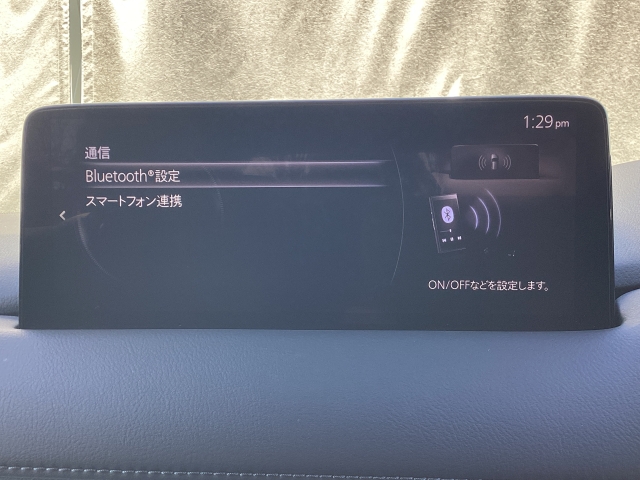 1:29 pm
通信
Bluetooth®設定
スマートフォン連携
ON/OFFなどを設定します。